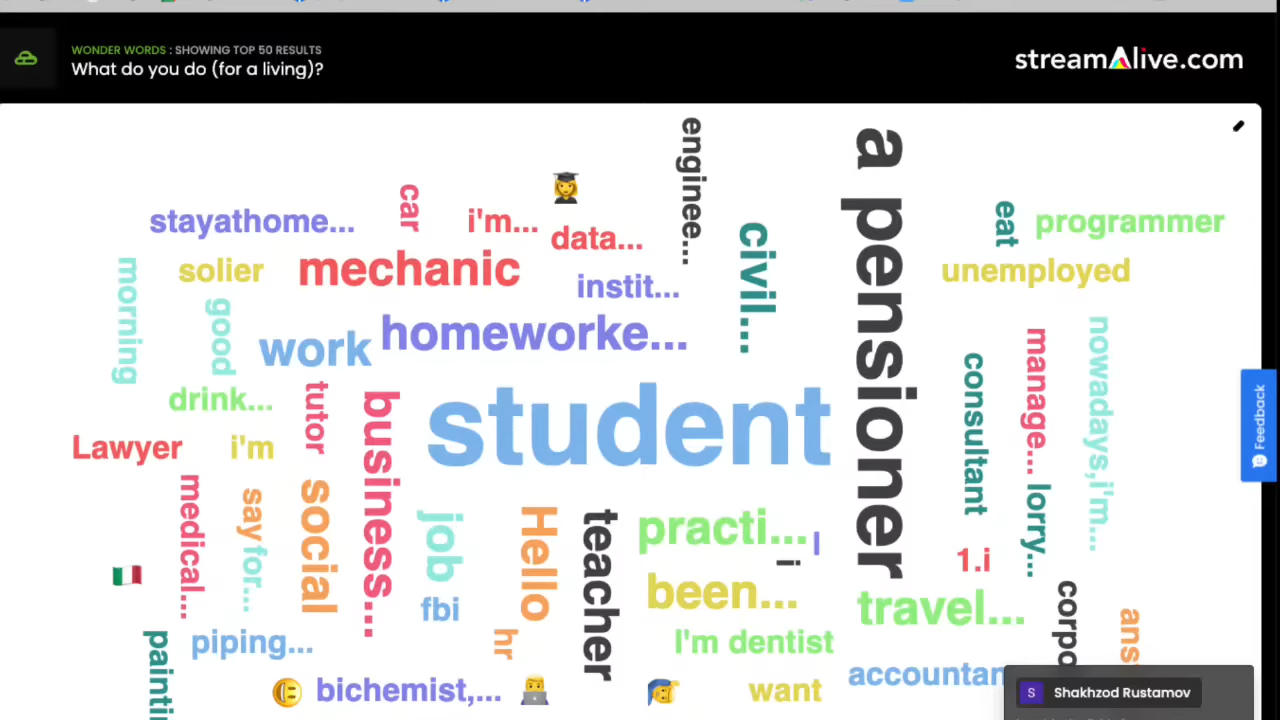 WONDER WORDS : SHOWING TOP 50 RESULTS
What do you do (for a living)?
streamAlive.com
enginee...
a pensioner
car
stayathome...
i'm...
data...
civil...
eat
programmer
morning
solier
mechanic
instit...
unemployed
good
work
homeworke...
manage...
nowadays,i'm...
consultant
drink...
tutor
business...
student
Feedback
Lawyer
i'm
medical...
say
for...
social
job
Hello
teacher
practi...
I
i
lorry...
1.i
been...
travel...
corpo
ans
fbi
hr
I'm dentist
piping...
accountan
bichemist,...
want
S
Shakhzod Rustamov